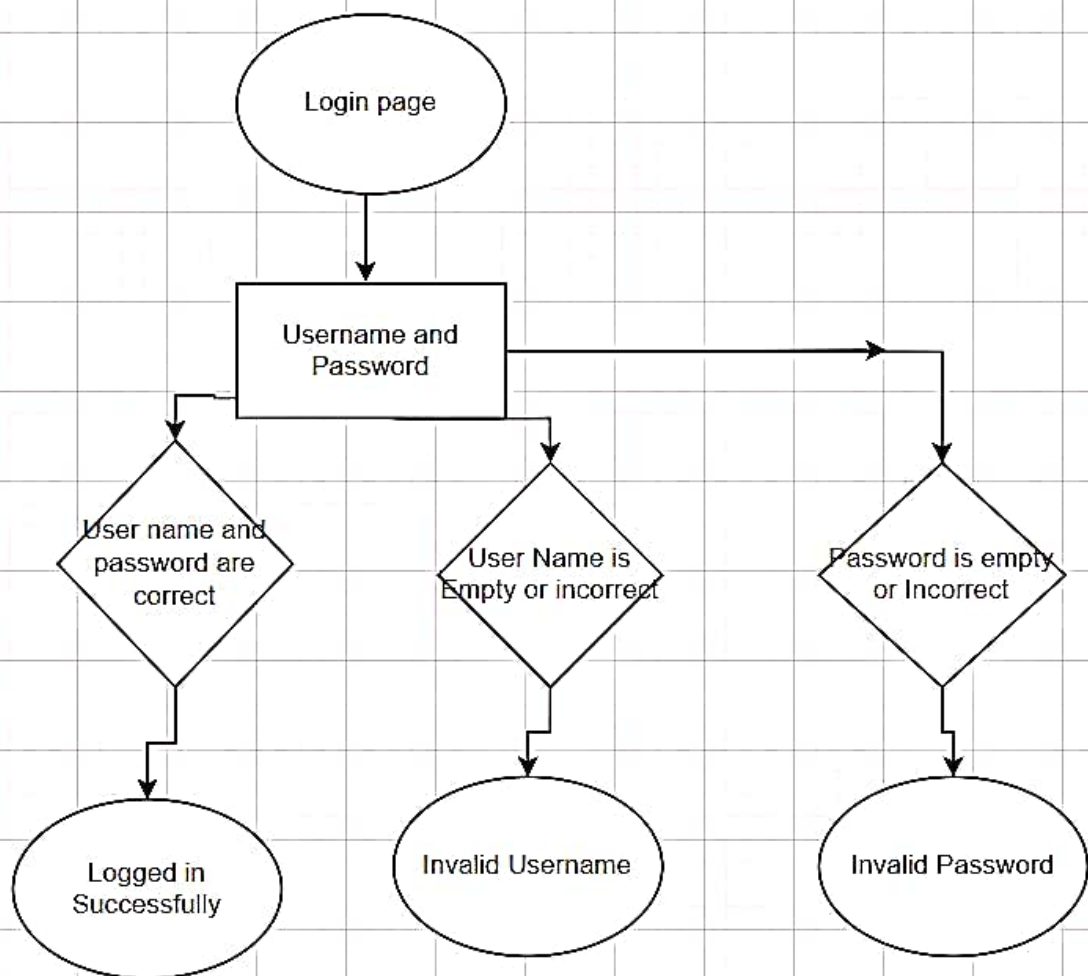 Login page
Username and
Password
User name and
password are
correct
User Name is
Empty or incorrect
Password is empty
or Incorrect
Logged in
Successfully
Invalid Username
Invalid Password